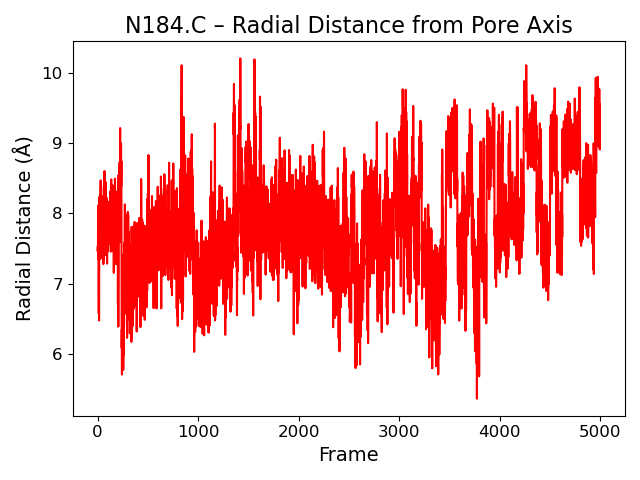 N184.C – Radial Distance from Pore Axis
Radial Distance (Å)
10
9
8
7
6
0 1000 2000 3000 4000 5000
Frame